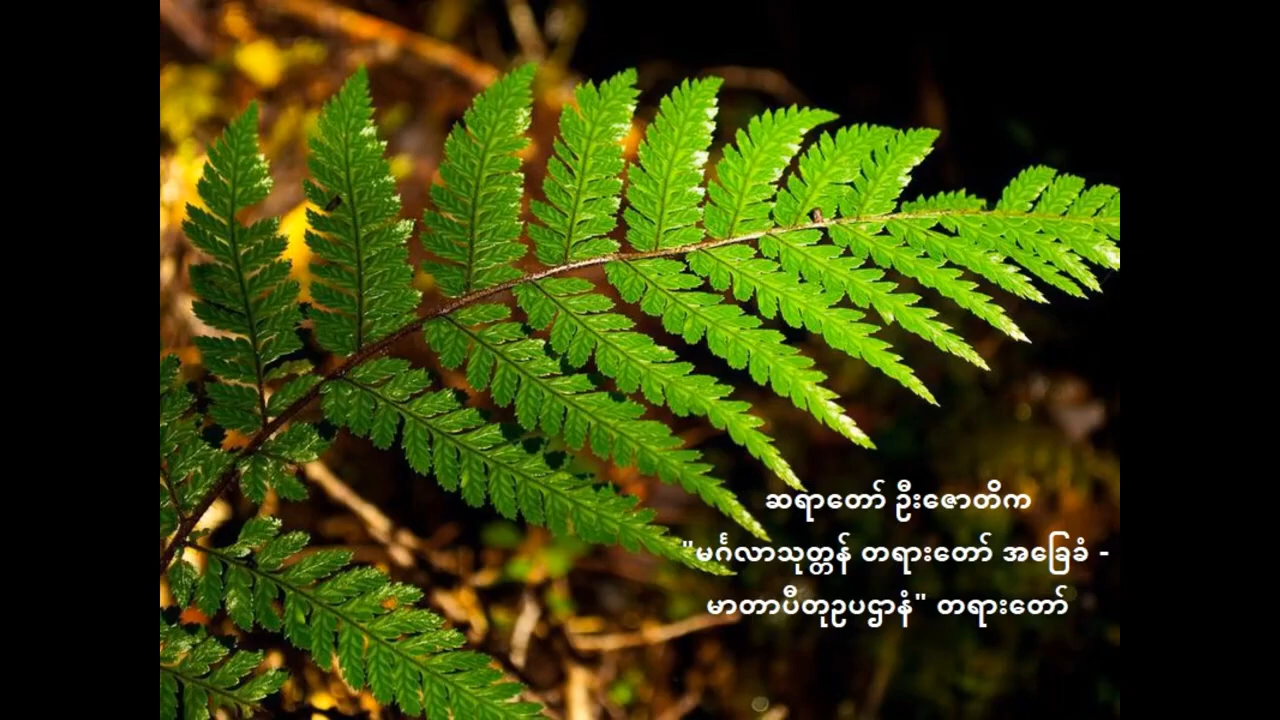 ဆရာတော် ဦးဇောတိက
"မင်္ဂလာသုတ္တန် တရားတော် အခြေခံ -
မာတာပီတုဥပဌာနံ" တရားတော်